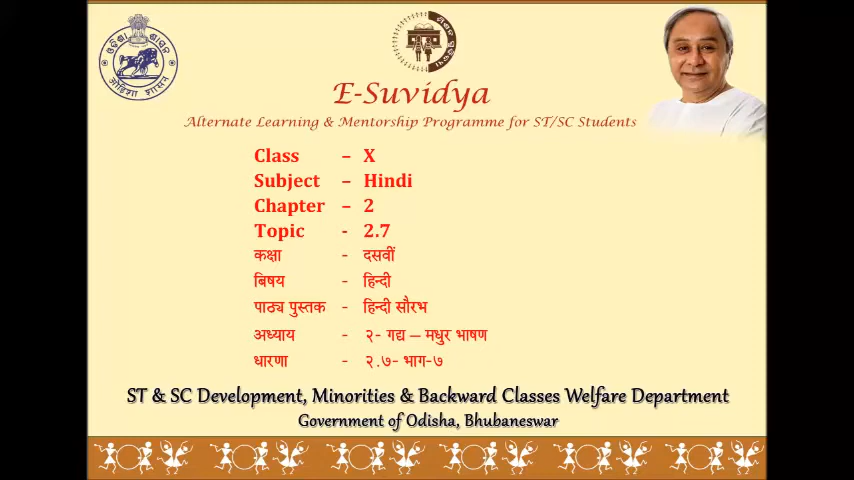 ओड़िशा शासन
E-Suvidya
Alternate Learning & Mentorship Programme for ST/SC Students
Class – X
Subject – Hindi
Chapter – 2
Topic - 2.7
कक्षा - दसवीं
बिषय - हिन्दी
पाठ्य पुस्तक - हिन्दी सौरभ
अध्याय - २- गद्य – मधुर भाषण
धारणा - २.७- भाग-७
ST & SC Development, Minorities & Backward Classes Welfare Department
Government of Odisha, Bhubaneswar